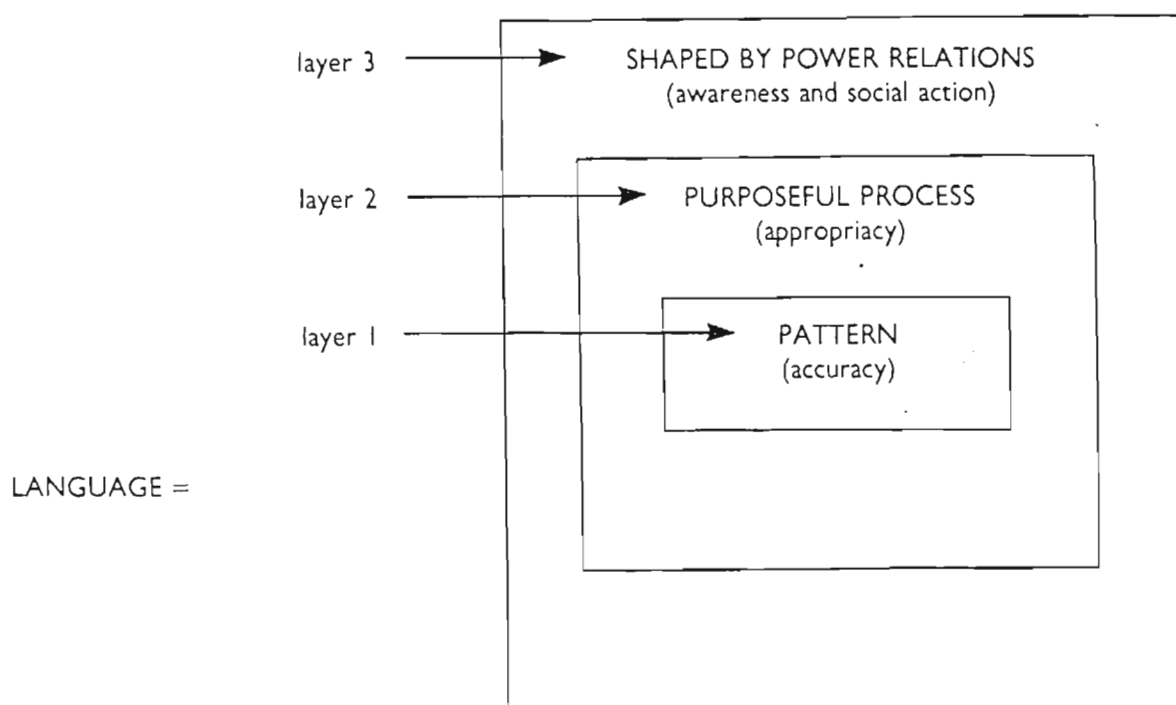 layer 3
SHAPED BY POWER RELATIONS
(awareness and social action)
layer 2
PURPOSEFUL PROCESS
(appropriacy)
layer 1
PATTERN
(accuracy)
LANGUAGE =